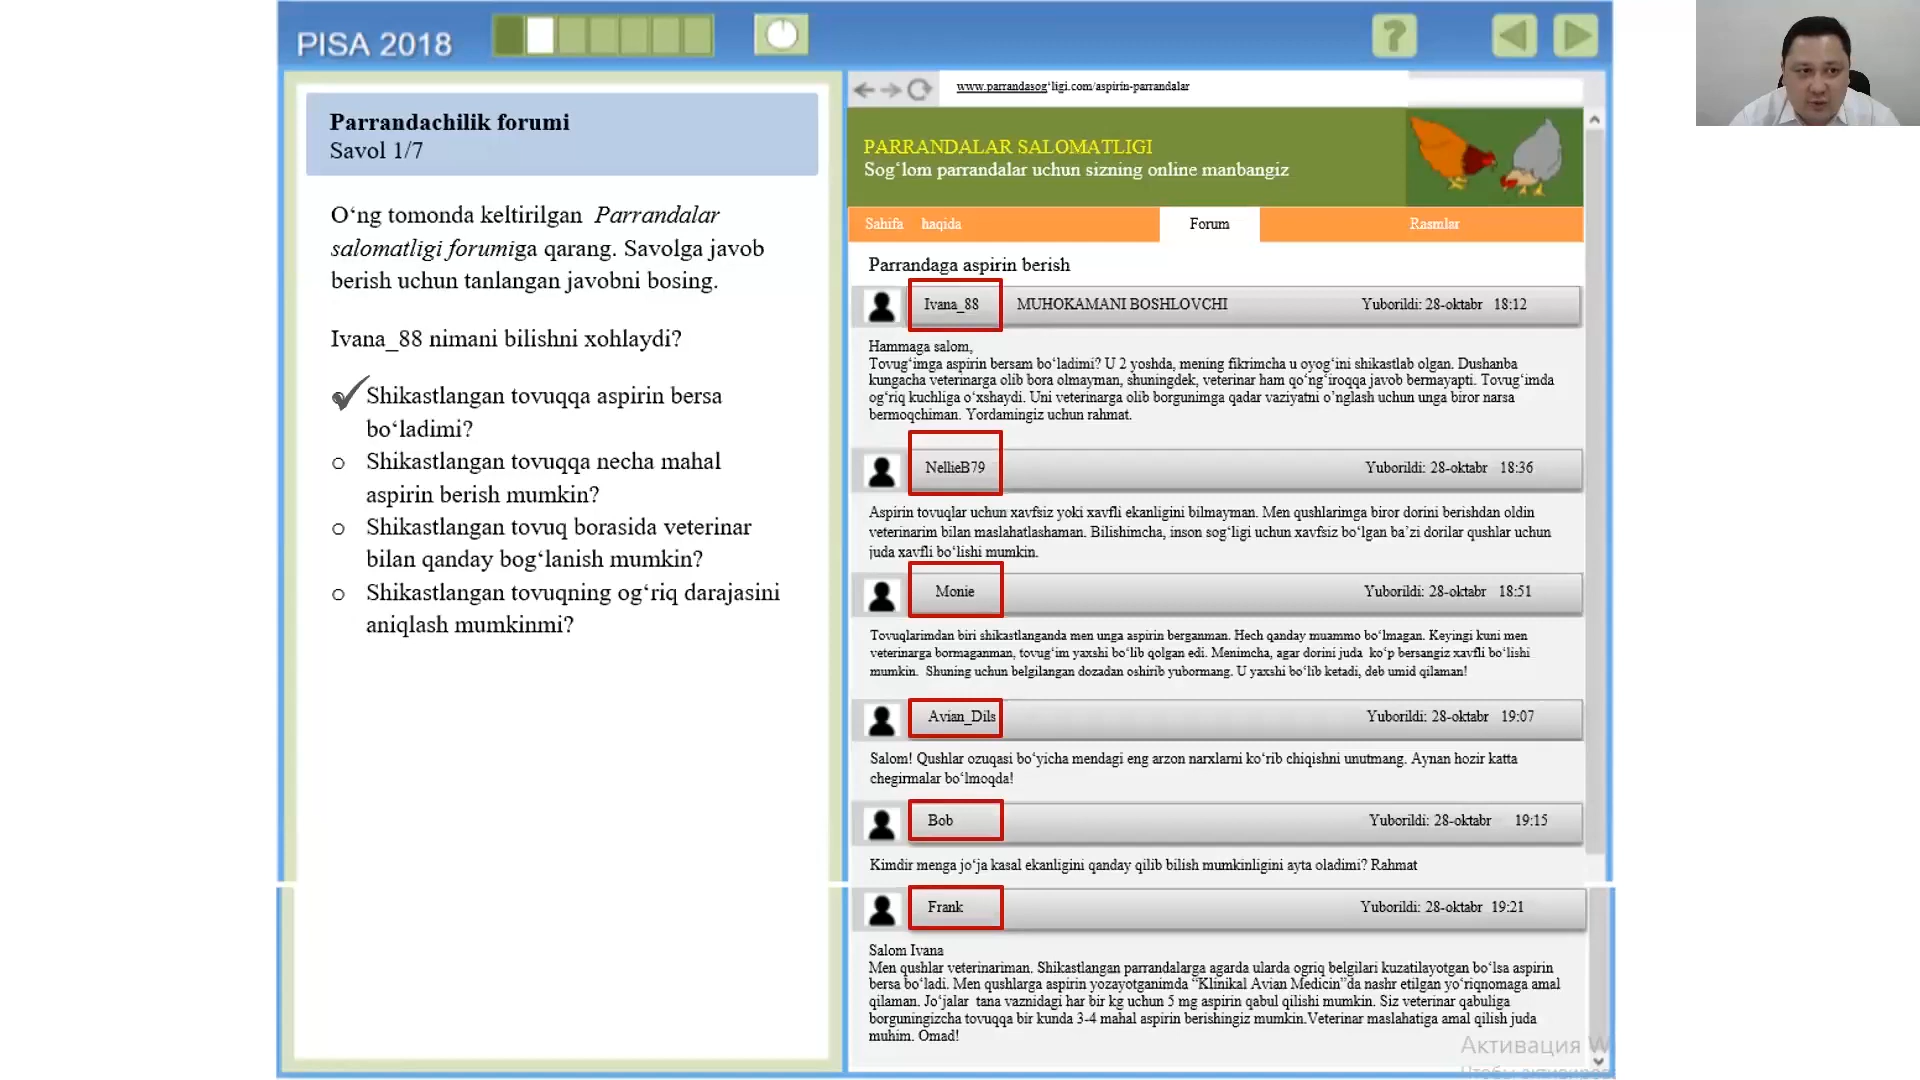 PISA 2018
?
Parrandachilik forumi
Savol 1/7
O‘ng tomonda keltirilgan Parrandalar
salomatligi forumiga qarang. Savolga javob
berish uchun tanlangan javobni bosing.
Ivana_88 nimani bilishni xohlaydi?
Shikastlangan tovuqqa aspirin bersa
bo‘ladimi?
Shikastlangan tovuqqa necha mahal
aspirin berish mumkin?
Shikastlangan tovuq borasida veterinar
bilan qanday bog‘lanish mumkin?
Shikastlangan tovuqning og‘riq darajasini
aniqlash mumkinmi?
www.parrandasog‘ligi.com/aspirin-parrandalar
PARRANDALAR SALOMATLIGI
Sog‘lom parrandalar uchun sizning online manbangiz
Sahifa haqida Forum Rasmlar
Parrandaga aspirin berish
Ivana_88 MUHOKAMANI BOSHLOVCHI Yuborildi: 28-oktabr 18:12
Hammaga salom,
Tovug‘imga aspirin bersam bo‘ladimi? U 2 yoshda, mening fikrimcha u oyog‘ini shikastlab olgan. Dushanba
kungacha veterinarga olib bora olmayman, shuningdek, veterinar ham qo‘ng‘iroqqa javob bermayapti. Tovug‘imda
og‘riq kuchliga o‘xshaydi. Uni veterinarga olib borgunimga qadar vaziyatni o’nglash uchun unga biror narsa
bermoqchiman. Yordamingiz uchun rahmat.
NellieB79 Yuborildi: 28-oktabr 18:36
Aspirin tovuqlar uchun xavfsiz yoki xavfli ekanligini bilmayman. Men qushlarimga biror dorini berishdan oldin
veterinarim bilan maslahatlashaman. Bilishimcha, inson sog‘ligi uchun xavfsiz bo‘lgan ba’zi dorilar qushlar uchun
juda xavfli bo‘lishi mumkin.
Monie Yuborildi: 28-oktabr 18:51
Tovuqlarimdan biri shikastlanganda men unga aspirin berganman. Hech qanday muammo bo‘lmagan. Keyingi kuni men
veterinarga bormaganman, tovug‘im yaxshi bo‘lib qolgan edi. Menimcha, agar dorini juda ko‘p bersangiz xavfli bo‘lishi
mumkin. Shuning uchun belgilangan dozadan oshirib yubormang. U yaxshi bo‘lib ketadi, deb umid qilaman!
Avian_Dils Yuborildi: 28-oktabr 19:07
Salom! Qushlar ozuqasi bo‘yicha mendagi eng arzon narxlarni ko‘rib chiqishni unutmang. Aynan hozir katta
chegirmalar bo‘lmoqda!
Bob Yuborildi: 28-oktabr 19:15
Kimdir menga jo‘ja kasal ekanligini qanday qilib bilish mumkinligini ayta oladimi? Rahmat
Frank Yuborildi: 28-oktabr 19:21
Salom Ivana
Men qushlar veterinariman. Shikastlangan parrandalarga agarda ularda ogriq belgilari kuzatilayotgan bo‘lsa aspirin
bersa bo‘ladi. Men qushlarga aspirin yozayotganimda “Klinikal Avian Medicin”da nashr etilgan yo‘riqnomaga amal
qilaman. Jo‘jalar tana vaznidagi har bir kg uchun 5 mg aspirin qabul qilishi mumkin. Siz veterinar qabuliga
borguningizcha tovuqqa bir kunda 3-4 mahal aspirin berishingiz mumkin.Veterinar maslahatiga amal qilish juda
muhim. Omad!
Активация W